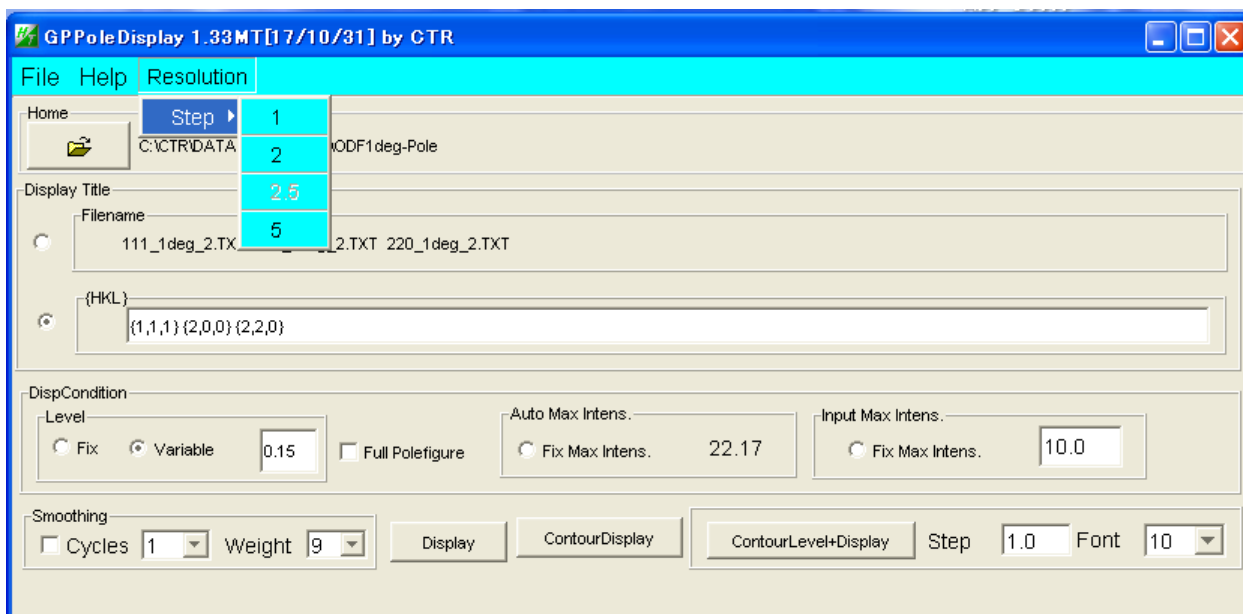 GPPoleDisplay 1.33MT[17/10/31] by CTR
File Help Resolution
Step 1
2
2.5
5
Home
C:\CTR\DATA \ODF1deg-Pole
Display Title
Filename
111_1deg_2.TX 2.TXT 220_1deg_2.TXT
{HKL}
{1,1,1} {2,0,0} {2,2,0}
DispCondition
Level
Fix Variable 0.15 Full Polefigure
Auto Max Intens.
Fix Max Intens. 22.17
Input Max Intens.
Fix Max Intens. 10.0
Smoothing
Cycles 1 Weight 9 Display ContourDisplay ContourLevel+Display Step 1.0 Font 10